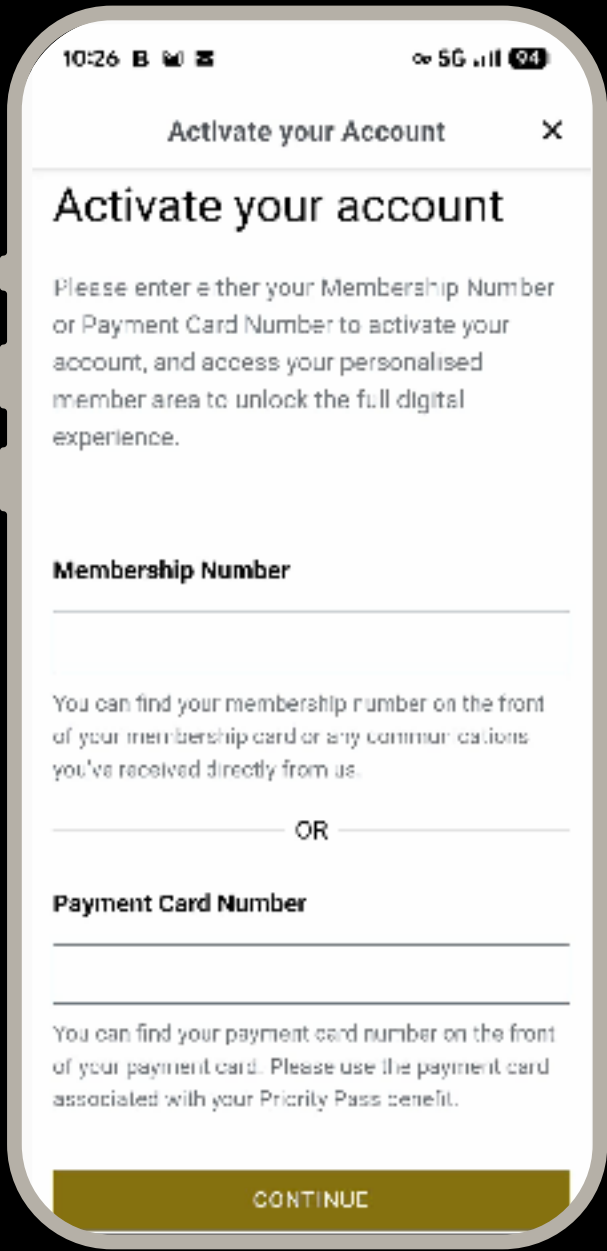 10:26 B
5G 94
Activate your Account ×
Activate your account
Please enter either your Membership Number
or Payment Card Number to activate your
account, and access your personalised
member area to unlock the full digital
experience.
Membership Number
You can find your membership number on the front
of your membership card or any communications
you've received directly from us.
OR
Payment Card Number
You can find your payment card number on the front
of your payment card. Please use the payment card
associated with your Priority Pass benefit.
CONTINUE